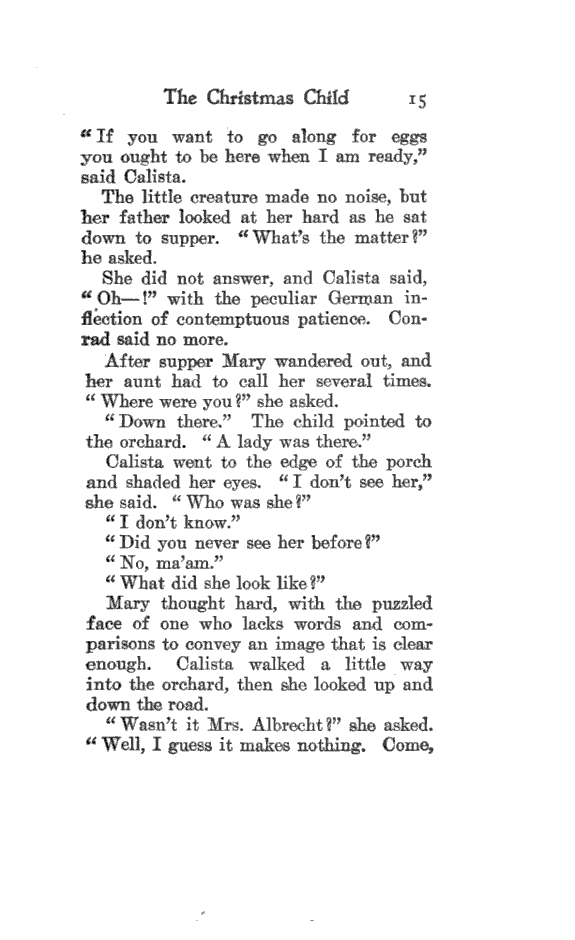 The Christmas Child 15
“If you want to go along for eggs
you ought to be here when I am ready,”
said Calista.
The little creature made no noise, but
her father looked at her hard as he sat
down to supper. “What’s the matter?”
he asked.
She did not answer, and Calista said,
“Oh—!” with the peculiar German in-
flection of contemptuous patience. Con-
rad said no more.
After supper Mary wandered out, and
her aunt had to call her several times.
“Where were you?” she asked.
“Down there.” The child pointed to
the orchard. “A lady was there.”
Calista went to the edge of the porch
and shaded her eyes. “I don’t see her,”
she said. “Who was she?”
“I don’t know.”
“Did you never see her before?”
“No, ma’am.”
“What did she look like?”
Mary thought hard, with the puzzled
face of one who lacks words and com-
parisons to convey an image that is clear
enough. Calista walked a little way
into the orchard, then she looked up and
down the road.
“Wasn’t it Mrs. Albrecht?” she asked.
“Well, I guess it makes nothing. Come,